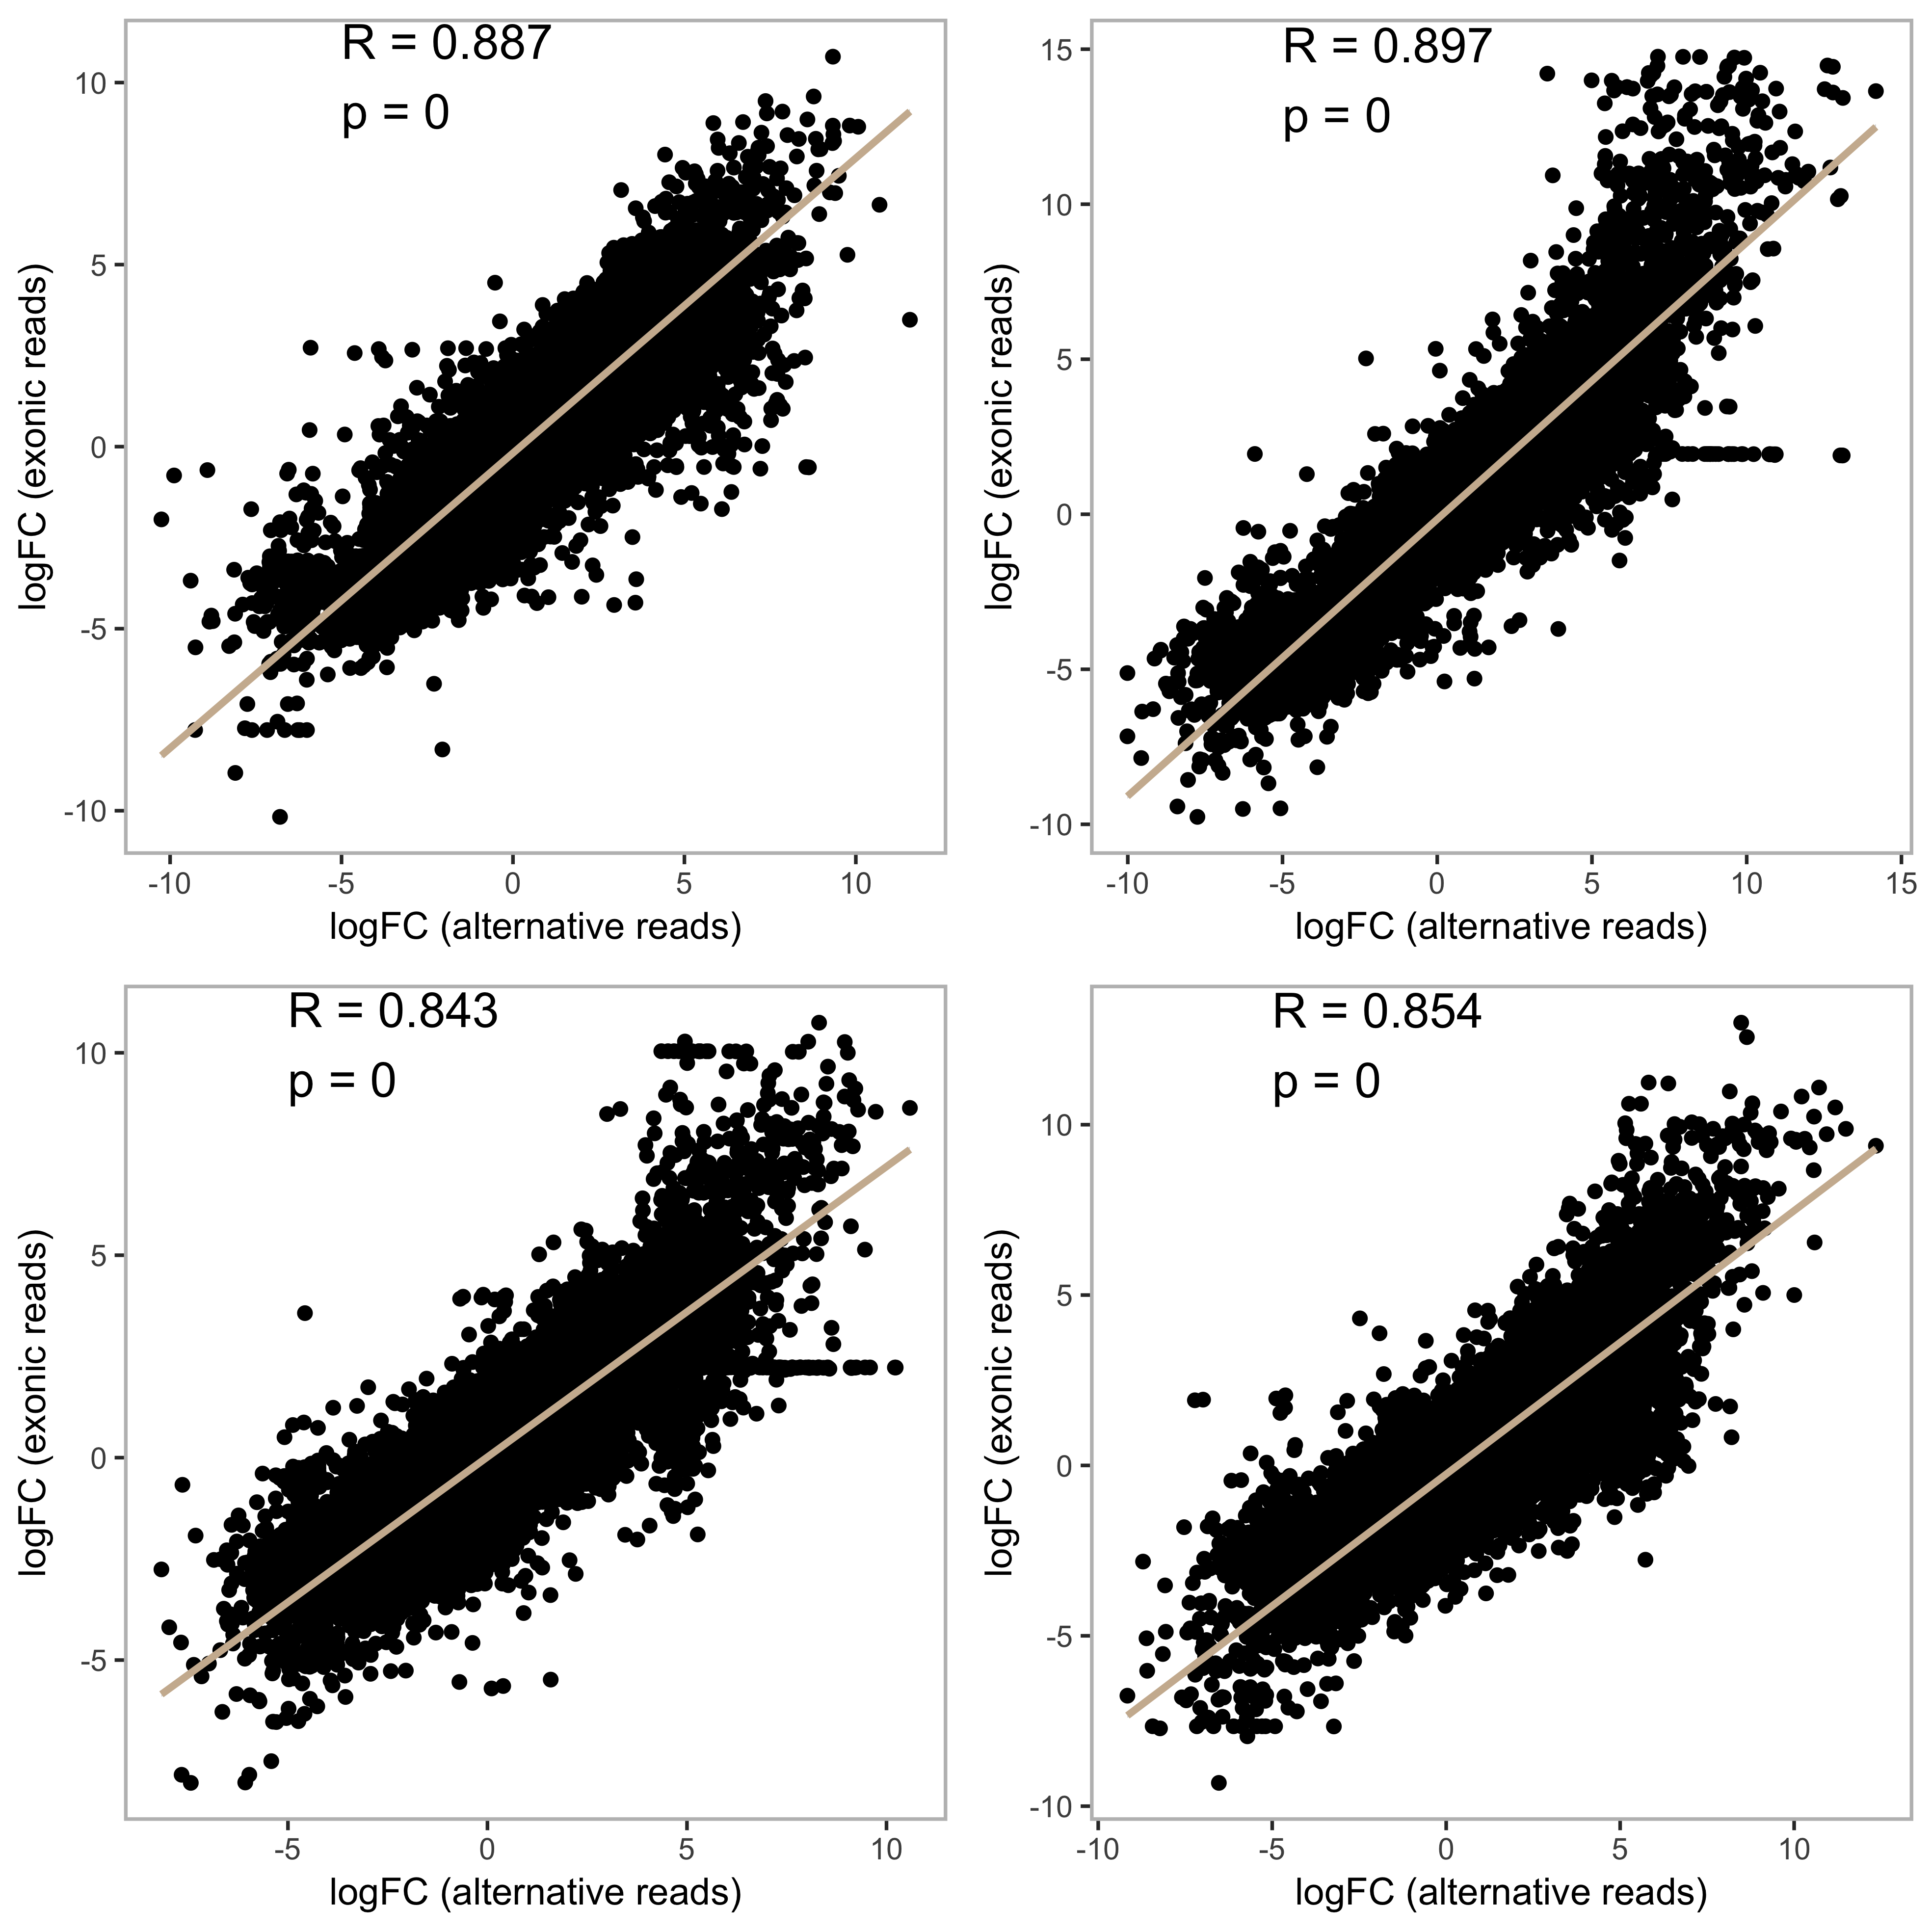 R = 0.887
p = 0
10
5
0
-5
-10
-10 -5 0 5 10
logFC (alternative reads)
logFC (exonic reads)
R = 0.897
p = 0
15
10
5
0
-5
-10
-10 -5 0 5 10 15
logFC (alternative reads)
logFC (exonic reads)
R = 0.843
p = 0
10
5
0
-5
-5 0 5 10
logFC (alternative reads)
logFC (exonic reads)
R = 0.854
p = 0
10
5
0
-5
-10
-10 -5 0 5 10
logFC (alternative reads)
logFC (exonic reads)